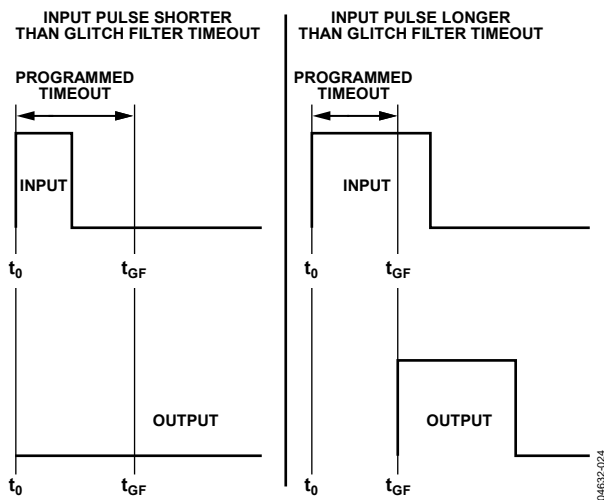 INPUT PULSE SHORTER
THAN GLITCH FILTER TIMEOUT
PROGRAMMED
TIMEOUT
INPUT
t0
tGF
OUTPUT
t0
tGF
INPUT PULSE LONGER
THAN GLITCH FILTER TIMEOUT
PROGRAMMED
TIMEOUT
INPUT
t0
tGF
OUTPUT
t0
tGF
04632-024